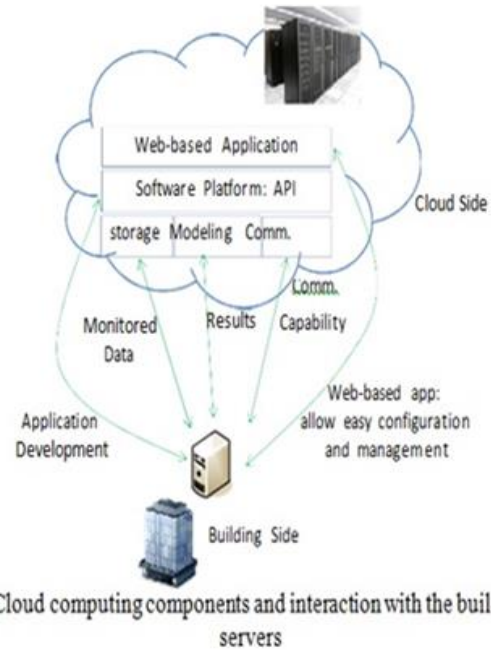 Web-based Application
Software Platform: API
Cloud Side
storage Modeling Comm.
Comm.
Capability
Results
Monitored
Data
Web-based app:
allow easy configuration
and management
Application
Development
Building Side
Cloud computing components and interaction with the buil
servers